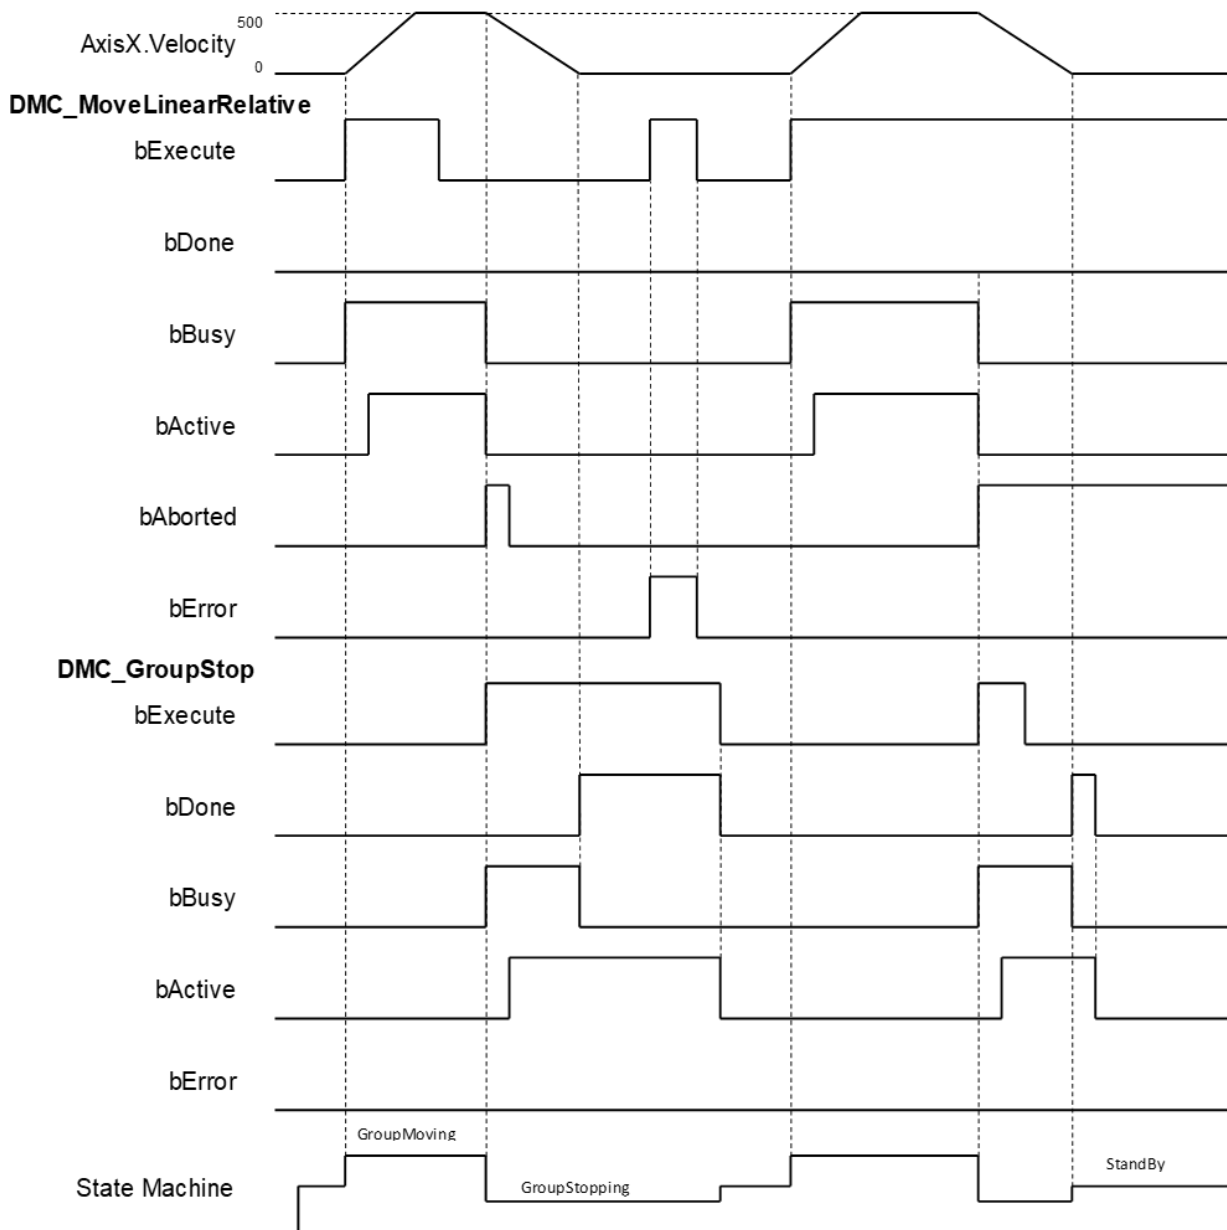 500
AxisX.Velocity
0
DMC_MoveLinearRelative
bExecute
bDone
bBusy
bActive
bAborted
bError
DMC_GroupStop
bExecute
bDone
bBusy
bActive
bError
GroupMoving
StandBy
GroupStopping
State Machine